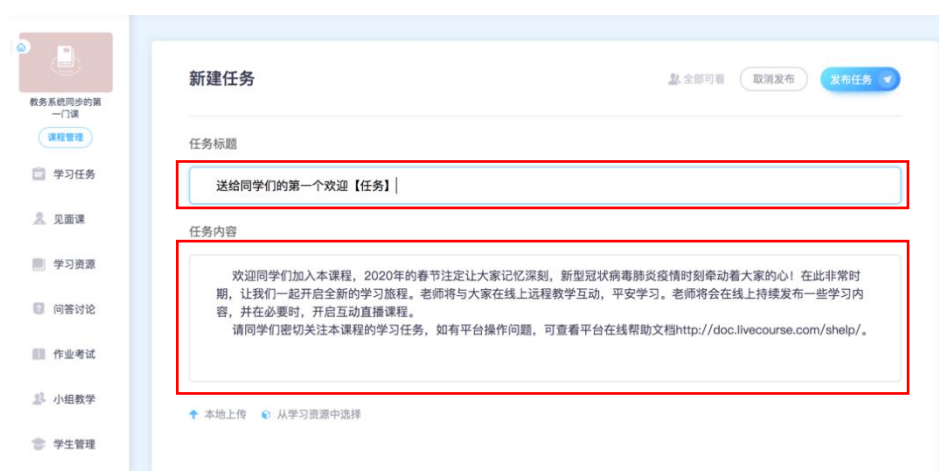 教务系统同步的第
一门课
课程管理
学习任务
见面课
学习资源
问答讨论
作业考试
小组教学
学生管理
新建任务
全部可看
取消发布
发布任务
任务标题
送给同学们的第一个欢迎【任务】
任务内容
欢迎同学们加入本课程，2020年的春节注定让大家记忆深刻，新型冠状病毒肺炎疫情时刻牵动着大家的心！在此非常时
期，让我们一起开启全新的学习旅程。老师将与大家在线上远程教学互动，平安学习。老师将会在线上持续发布一些学习内
容，并在必要时，开启互动直播课程。
请同学们密切关注本课程的学习任务，如有平台操作问题，可查看平台在线帮助文档http://doc.livecourse.com/shelp/。
本地上传
从学习资源中选择